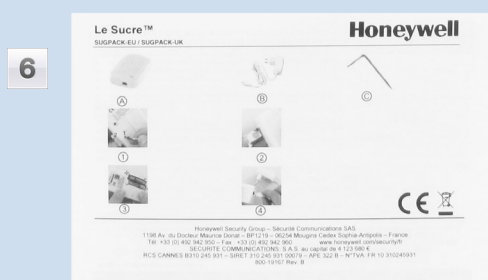 6
Le Sucre™
Honeywell
SUGPACK-EU / SUGPACK-UK
A
B
C
1
2
3
4
CE
Honeywell Security Group – Sécurité Communications SAS
1198 Av. du Docteur Maurice Donat – BP1219 – 06254 Mougins Cedex Sophia-Antipolis – France
Tél. +33 (0) 492 942 950 – Fax : +33 (0) 492 942 960 www.honeywell.com/security/fr
SECURITE COMMUNICATIONS S.A.S. au capital de 4 123 680 €
RCS CANNES B310 245 931 – SIRET 310 245 931 00079 – APE 322 B – N°TVA: FR 10 310245931
800-19167 Rev. B